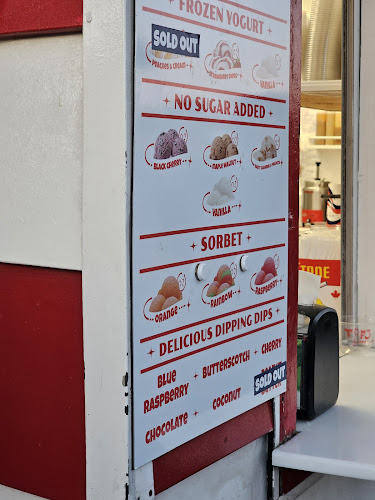 FROZEN YOGURT
SOLD OUT
PEACHES & CREAM
VANILLA
NO SUGAR ADDED
BLACK CHERRY
MAPLE WALNUT
VANILLA
SORBET
ORANGE
RAINBOW
RASPBERRY
DELICIOUS DIPPING DIPS
BLUE RASPBERRY
BUTTERSCOTCH
CHERRY
CHOCOLATE
COCONUT
SOLD OUT